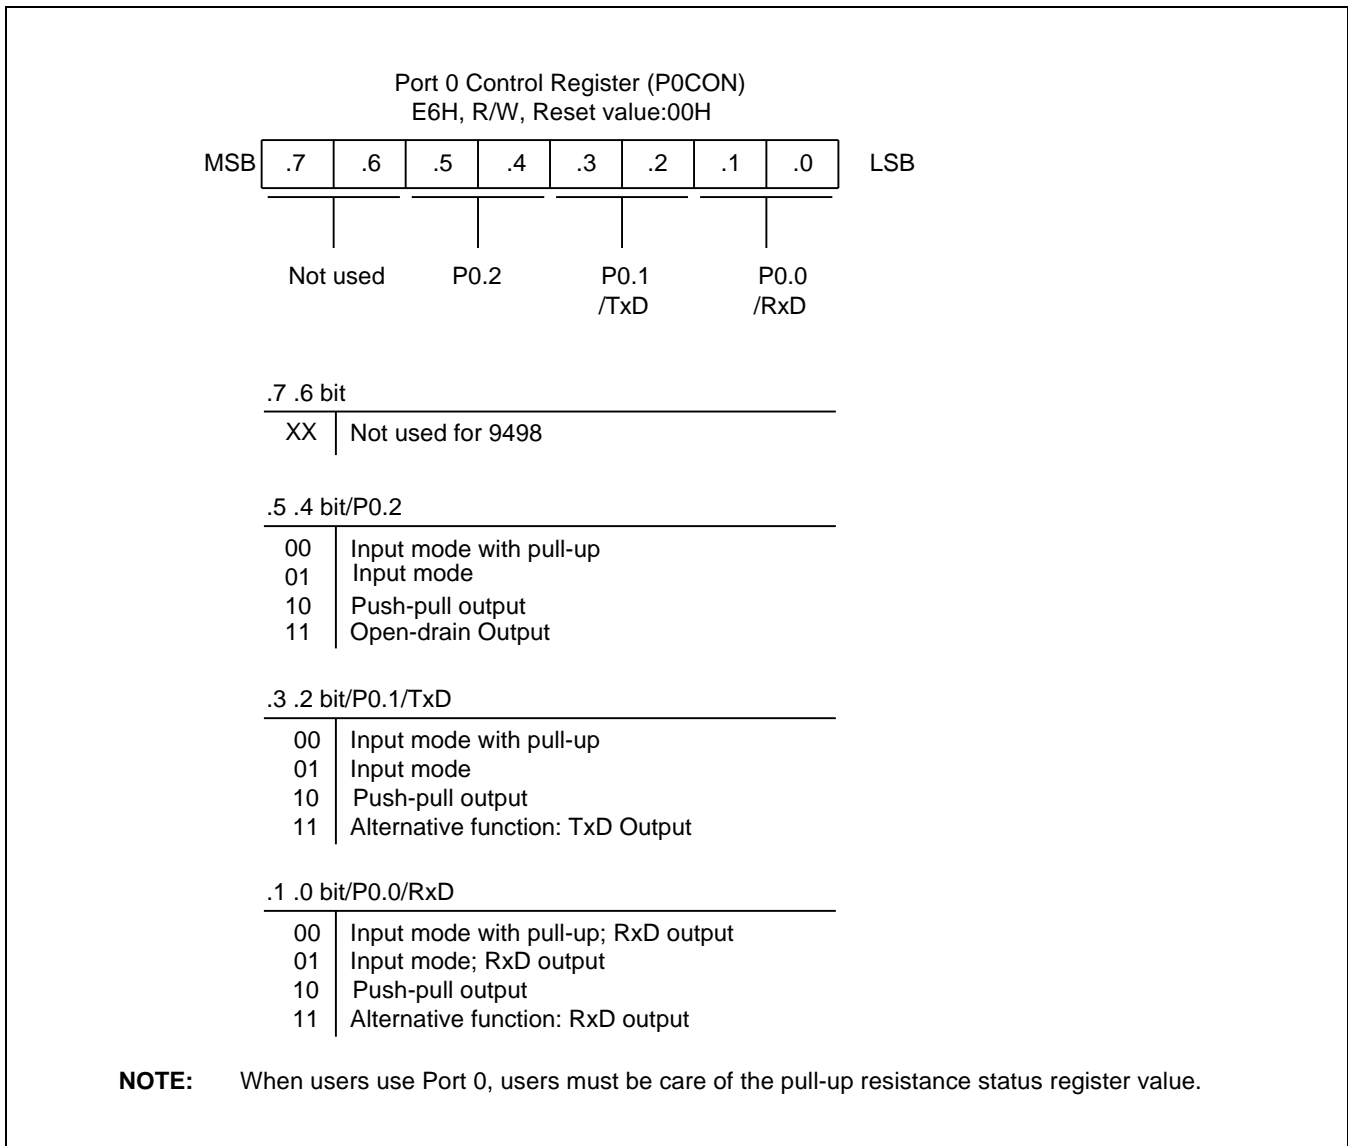 Port 0 Control Register (P0CON)
E6H, R/W, Reset value:00H
MSB .7 .6 .5 .4 .3 .2 .1 .0 LSB
Not used P0.2 P0.1 P0.0
/TxD /RxD
.7 .6 bit
XX Not used for 9498
.5 .4 bit/P0.2
00 Input mode with pull-up
01 Input mode
10 Push-pull output
11 Open-drain Output
.3 .2 bit/P0.1/TxD
00 Input mode with pull-up
01 Input mode
10 Push-pull output
11 Alternative function: TxD Output
.1 .0 bit/P0.0/RxD
00 Input mode with pull-up; RxD output
01 Input mode; RxD output
10 Push-pull output
11 Alternative function: RxD output
NOTE: When users use Port 0, users must be care of the pull-up resistance status register value.